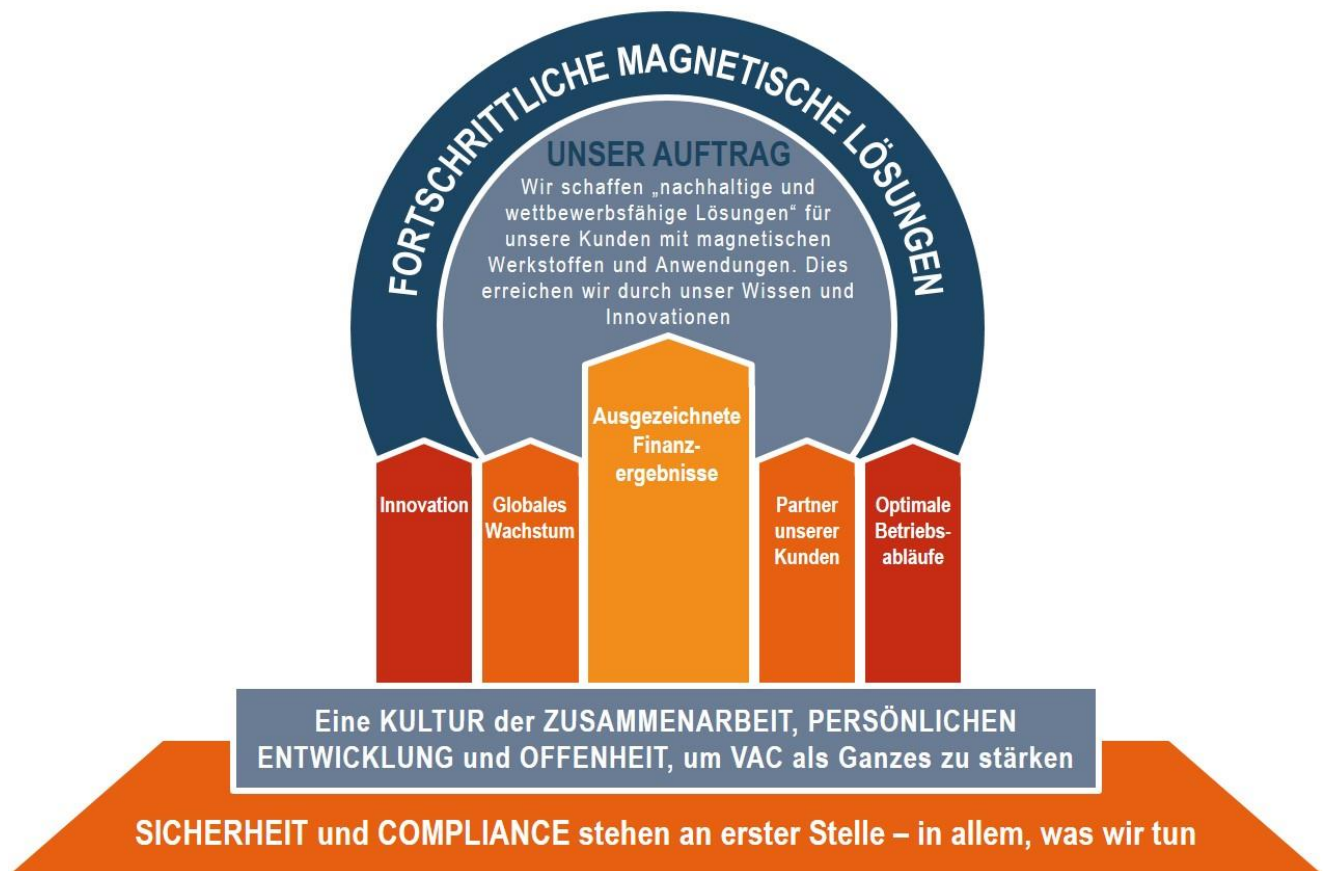 FORTSCHRITTLICHE MAGNETISCHE LÖSUNGEN
UNSER AUFTRAG
Wir schaffen „nachhaltige und
wettbewerbsfähige Lösungen“ für
unsere Kunden mit magnetischen
Werkstoffen und Anwendungen. Dies
erreichen wir durch unser Wissen und
Innovationen
Innovation
Globales
Wachstum
Ausgezeichnete
Finanz-
ergebnisse
Partner
unserer
Kunden
Optimale
Betriebs-
abläufe
Eine KULTUR der ZUSAMMENARBEIT, PERSÖNLICHEN
ENTWICKLUNG und OFFENHEIT, um VAC als Ganzes zu stärken
SICHERHEIT und COMPLIANCE stehen an erster Stelle – in allem, was wir tun